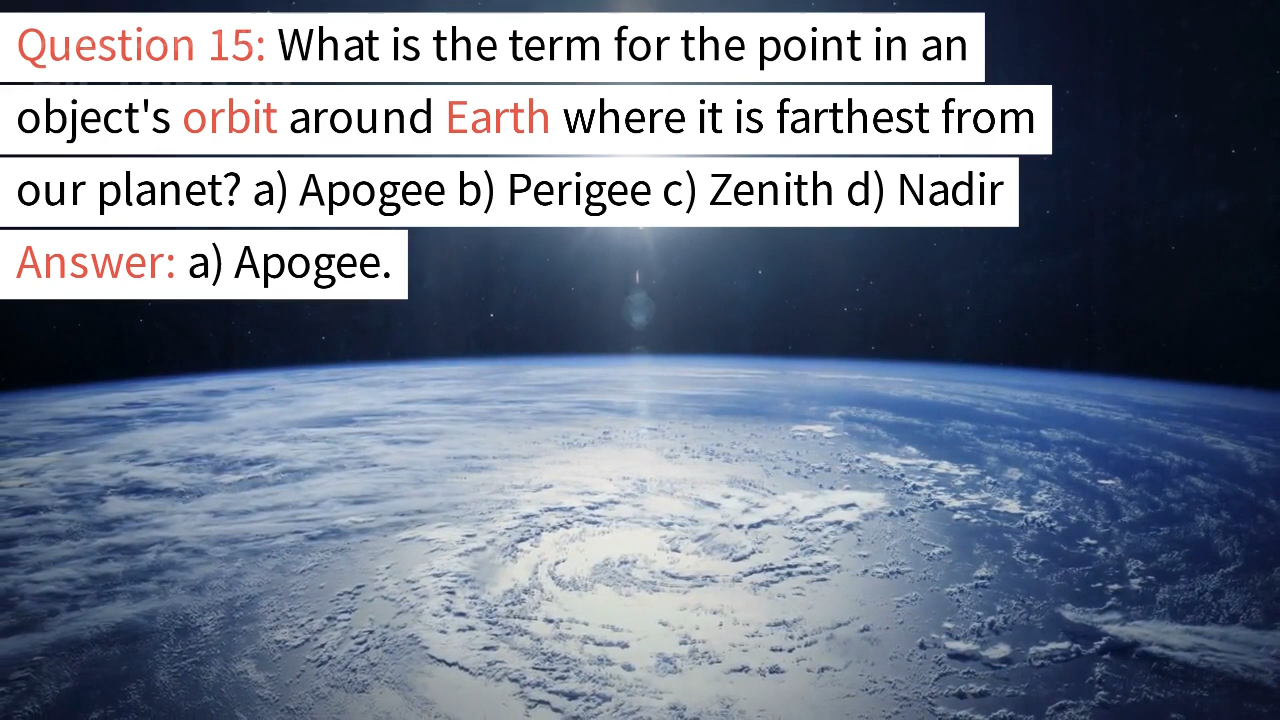 Question 15: What is the term for the point in an
object's orbit around Earth where it is farthest from
our planet? a) Apogee b) Perigee c) Zenith d) Nadir
Answer: a) Apogee.